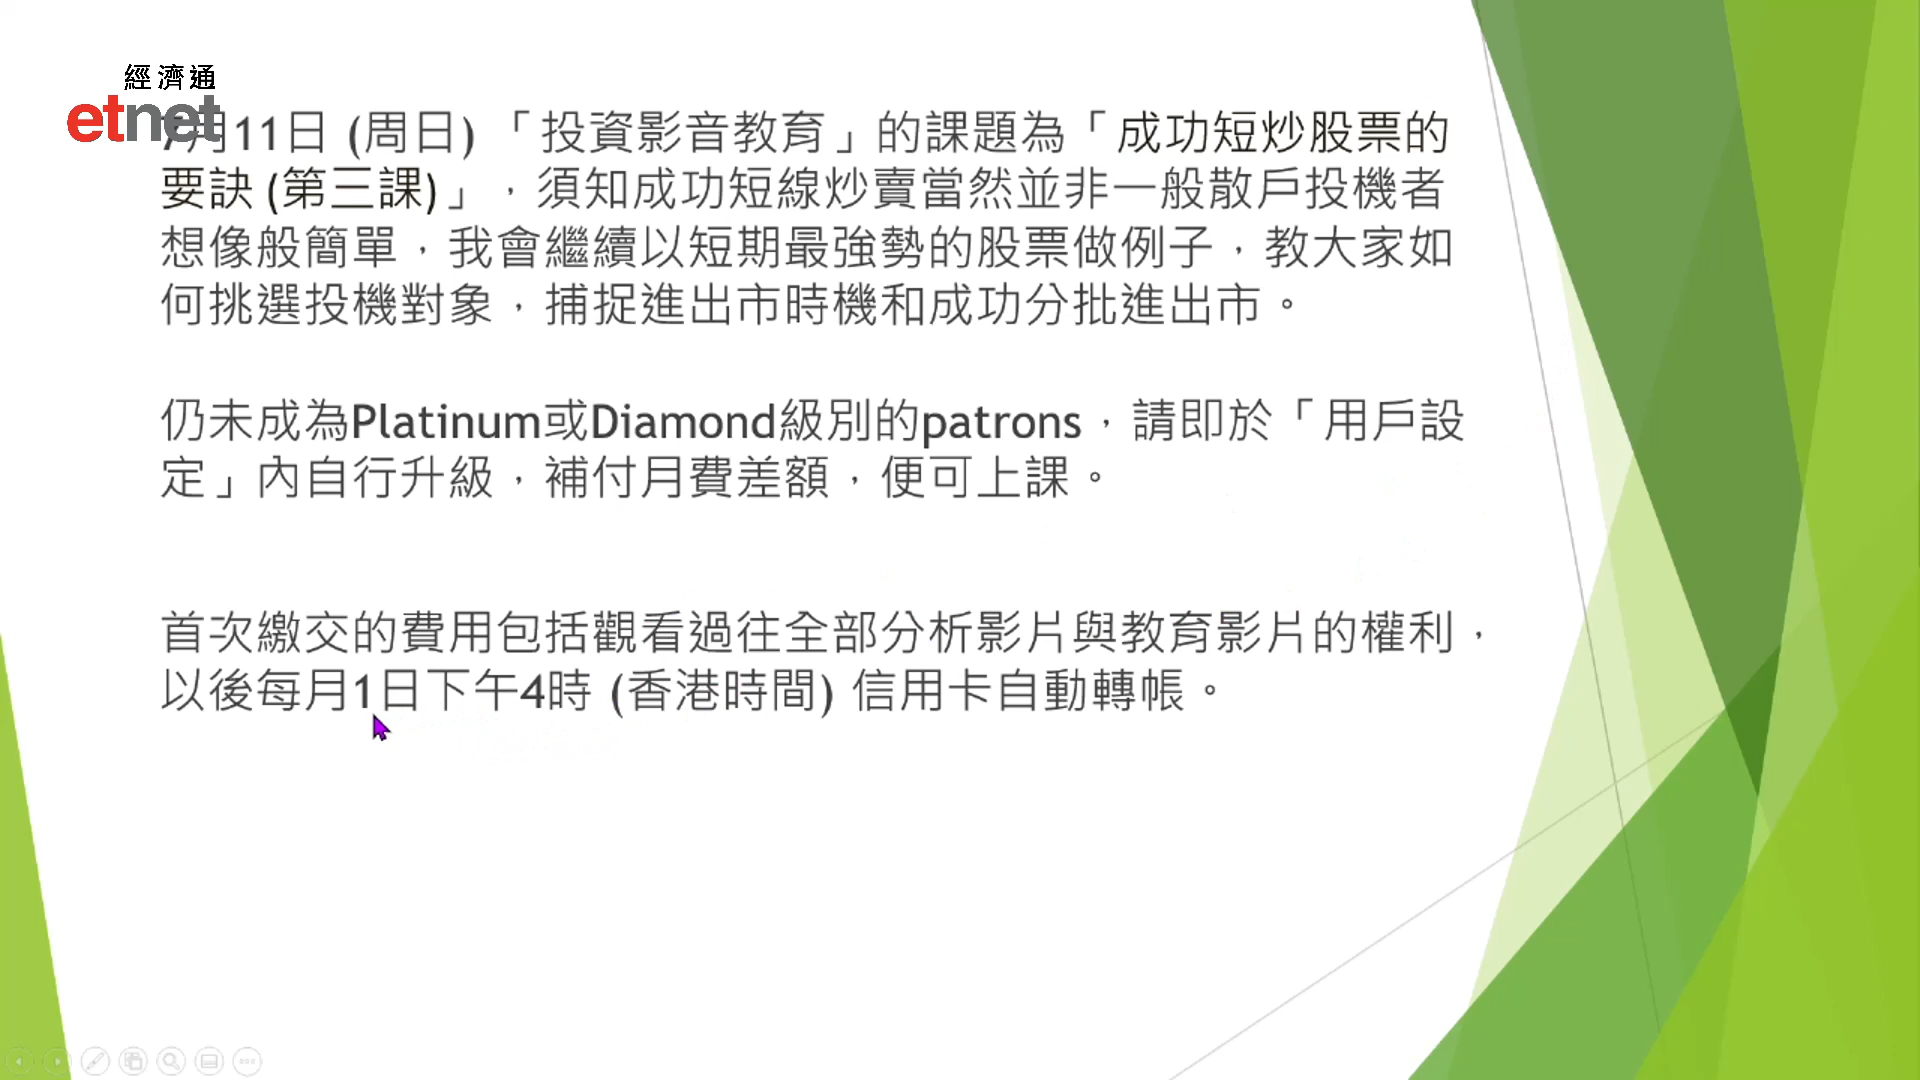 經濟通
etnet
7月11日 (周日) 「投資影音教育」的課題為「成功短炒股票的
要訣 (第三課)」，須知成功短線炒賣當然並非一般散戶投機者
想像般簡單，我會繼續以短期最強勢的股票做例子，教大家如
何挑選投機對象，捕捉進出市時機和成功分批進出市。
仍未成為Platinum或Diamond級別的patrons，請即於「用戶設
定」內自行升級，補付月費差額，便可上課。
首次繳交的費用包括觀看過往全部分析影片與教育影片的權利，
以後每月1日下午4時 (香港時間) 信用卡自動轉帳。